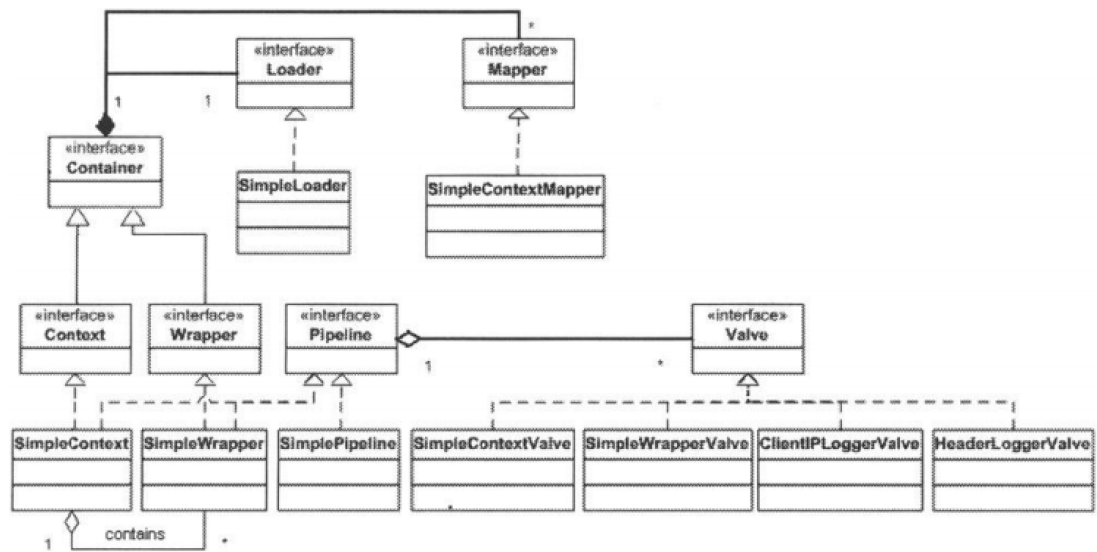 *
«interface»
Loader
«interface»
Mapper
1
1
«interface»
Container
SimpleLoader
SimpleContextMapper
«interface»
Context
«interface»
Wrapper
«interface»
Pipeline
«interface»
Valve
1
*
SimpleContext
SimpleWrapper
SimplePipeline
SimpleContextValve
SimpleWrapperValve
ClientIPLoggerValve
HeaderLoggerValve
1
contains
*